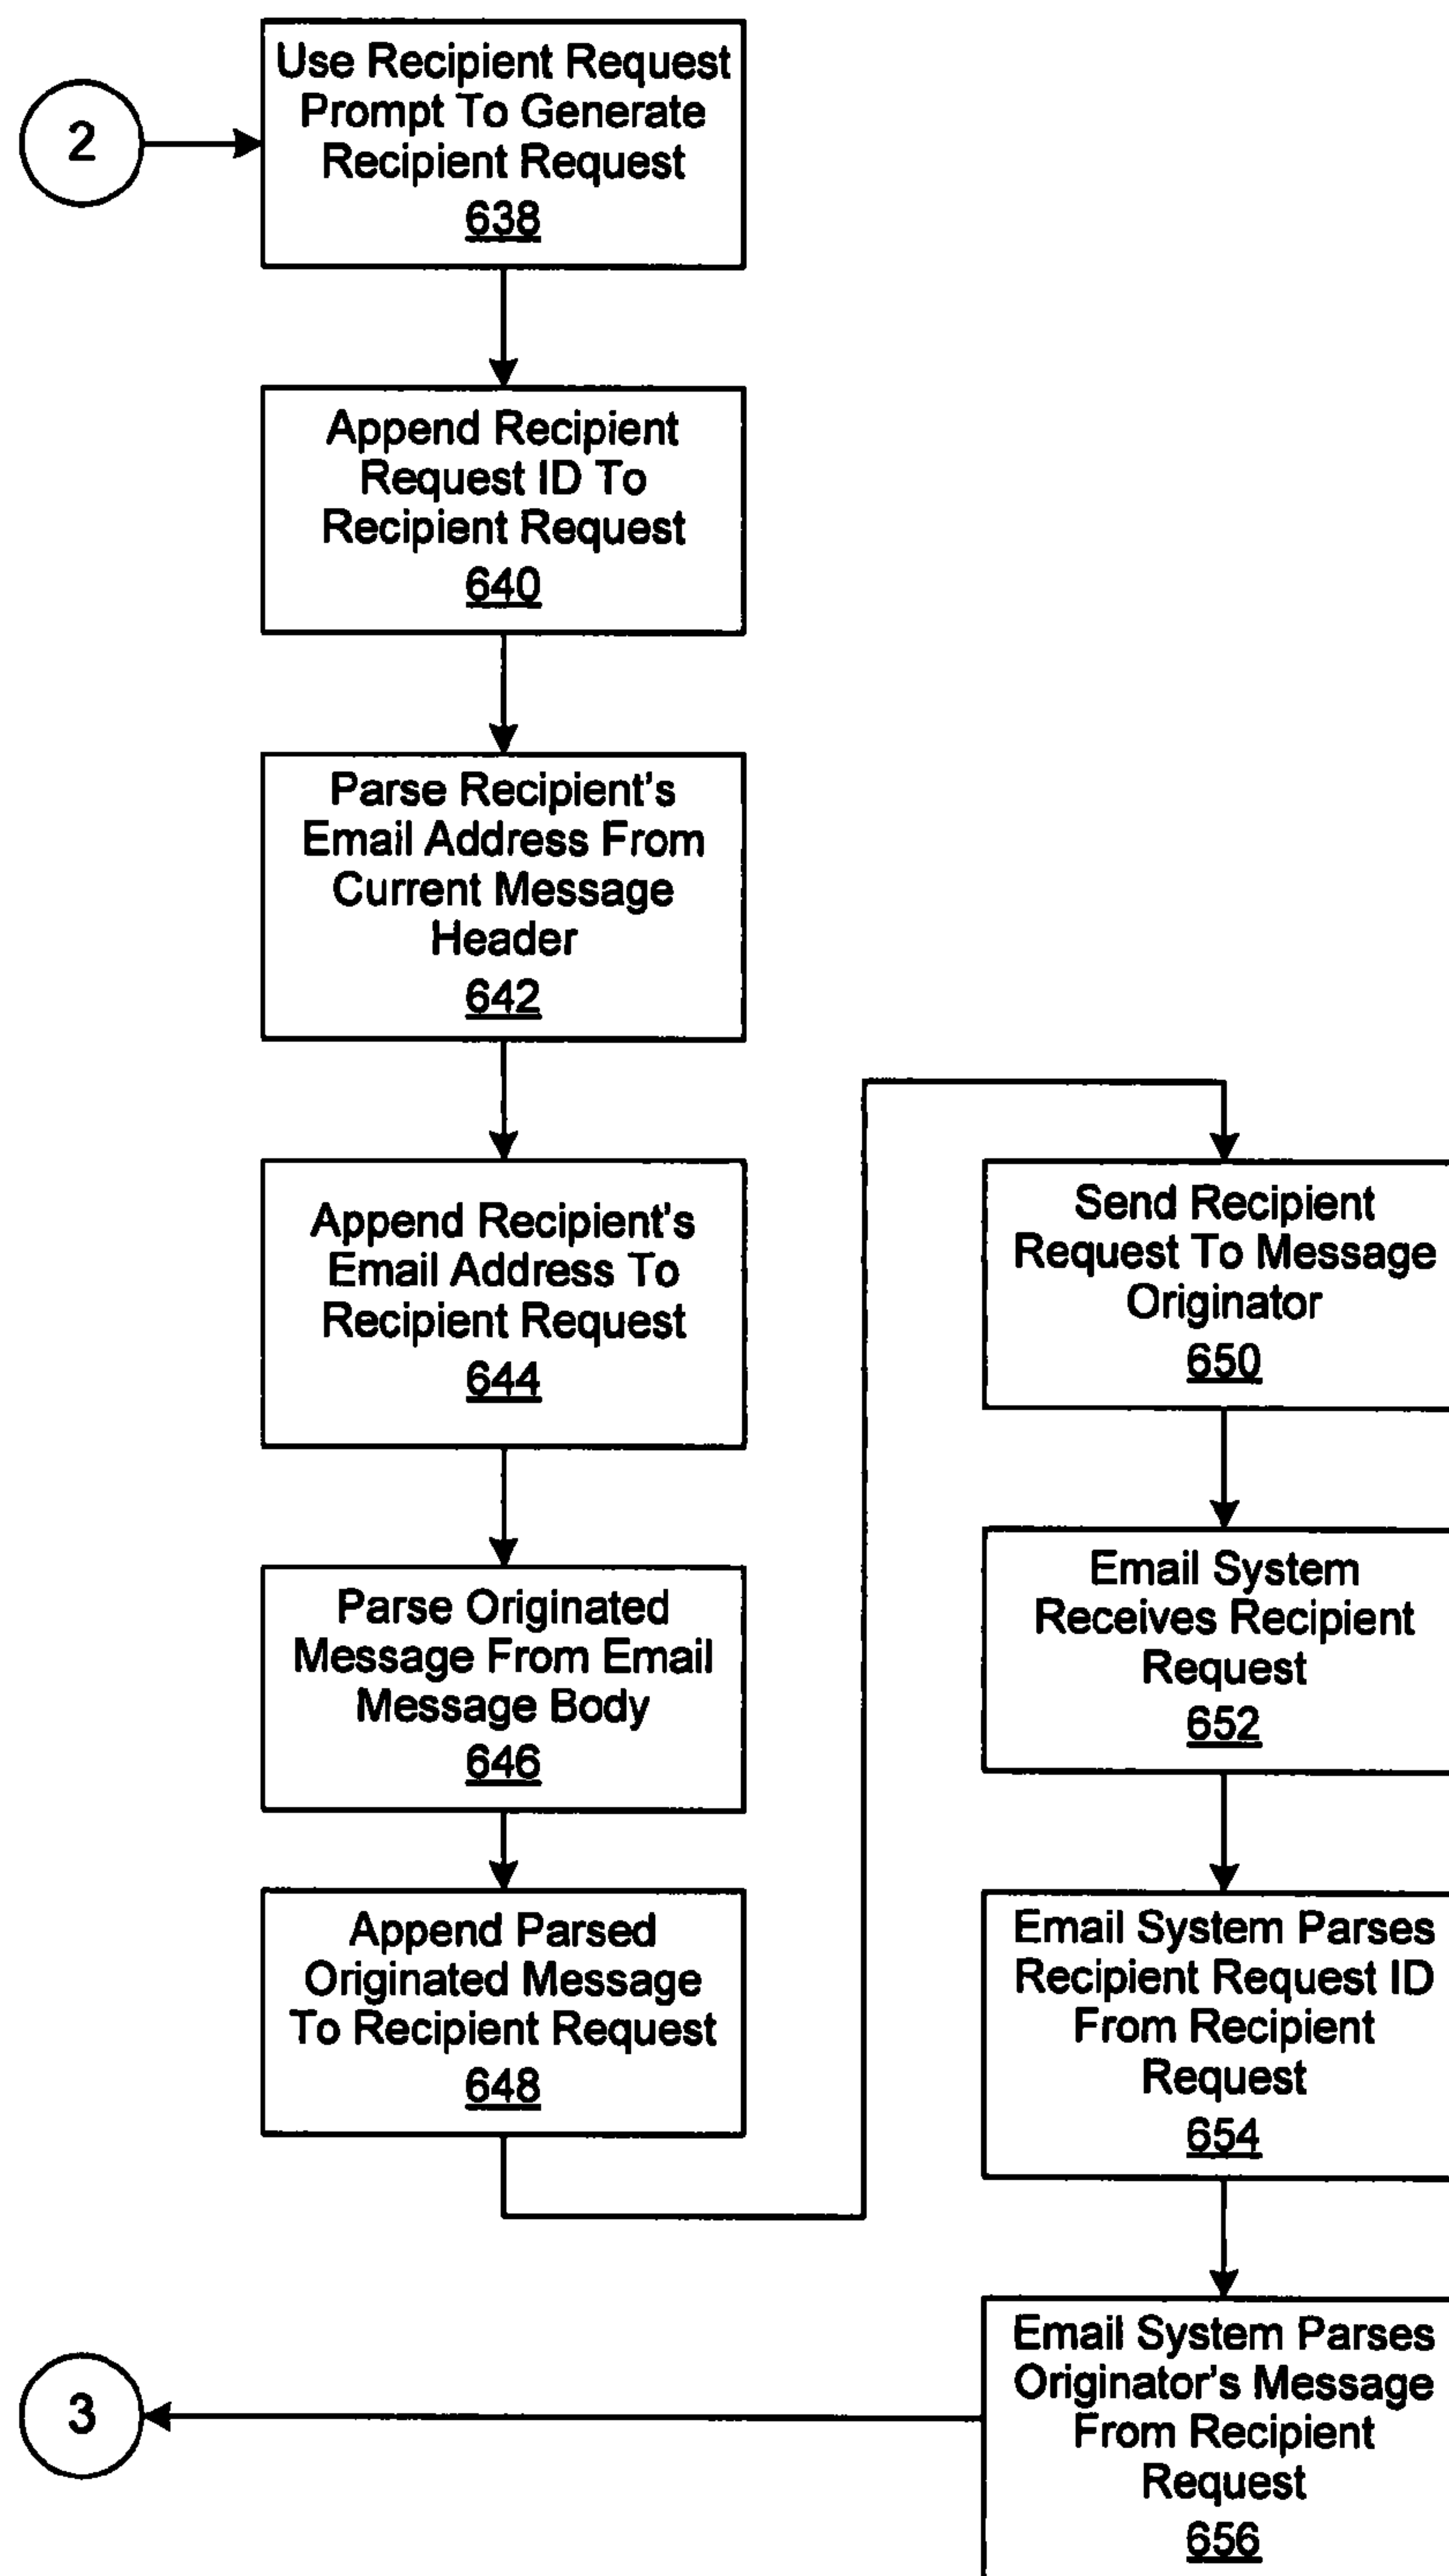 2
Use Recipient Request
Prompt To Generate
Recipient Request
638
Append Recipient
Request ID To
Recipient Request
640
Parse Recipient's
Email Address From
Current Message
Header
642
Append Recipient's
Email Address To
Recipient Request
644
Parse Originated
Message From Email
Message Body
646
Append Parsed
Originated Message
To Recipient Request
648
Send Recipient
Request To Message
Originator
650
Email System
Receives Recipient
Request
652
Email System Parses
Recipient Request ID
From Recipient
Request
654
Email System Parses
Originator's Message
From Recipient
Request
656
3